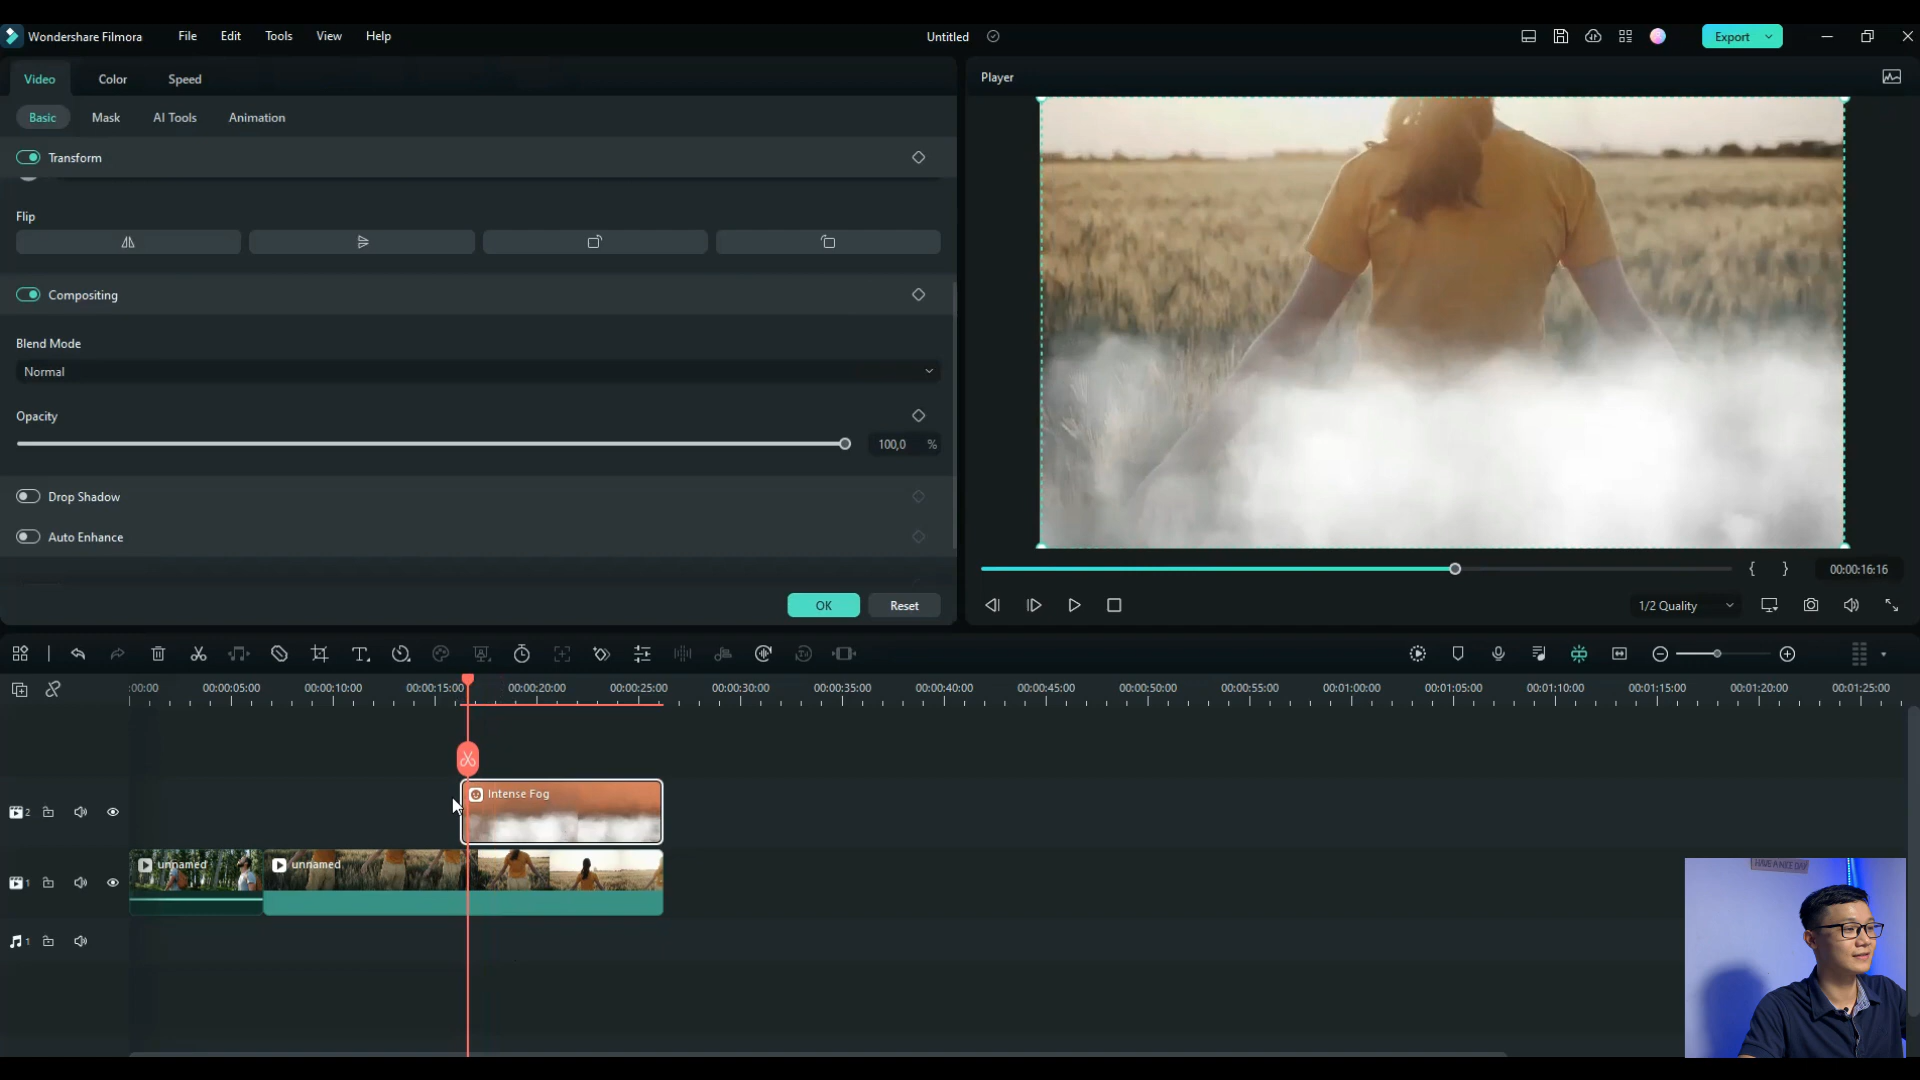 Wondershare Filmora
File
Edit
Tools
View
Help
Untitled
Export
Video
Color
Speed
Player
Basic
Mask
AI Tools
Animation
Transform
Flip
Compositing
Blend Mode
Normal
Opacity
100,0 %
Drop Shadow
Auto Enhance
OK
Reset
{ }
00:00:16:16
1/2 Quality
:00:00
00:00:05:00
00:00:10:00
00:00:15:00
00:00:20:00
00:00:25:00
00:00:30:00
00:00:35:00
00:00:40:00
00:00:45:00
00:00:50:00
00:00:55:00
00:01:00:00
00:01:05:00
00:01:10:00
00:01:15:00
00:01:20:00
00:01:25:00
Intense Fog
2
unnamed
unnamed
1
1
HAVE A NICE DAY